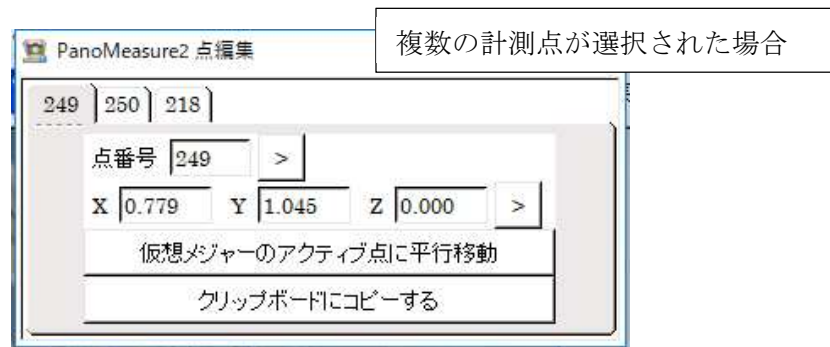 PanoMeasure2 点編集
複数の計測点が選択された場合
249 250 218
点番号 249 >
X 0.779 Y 1.045 Z 0.000 >
仮想メジャーのアクティブ点に平行移動
クリップボードにコピーする